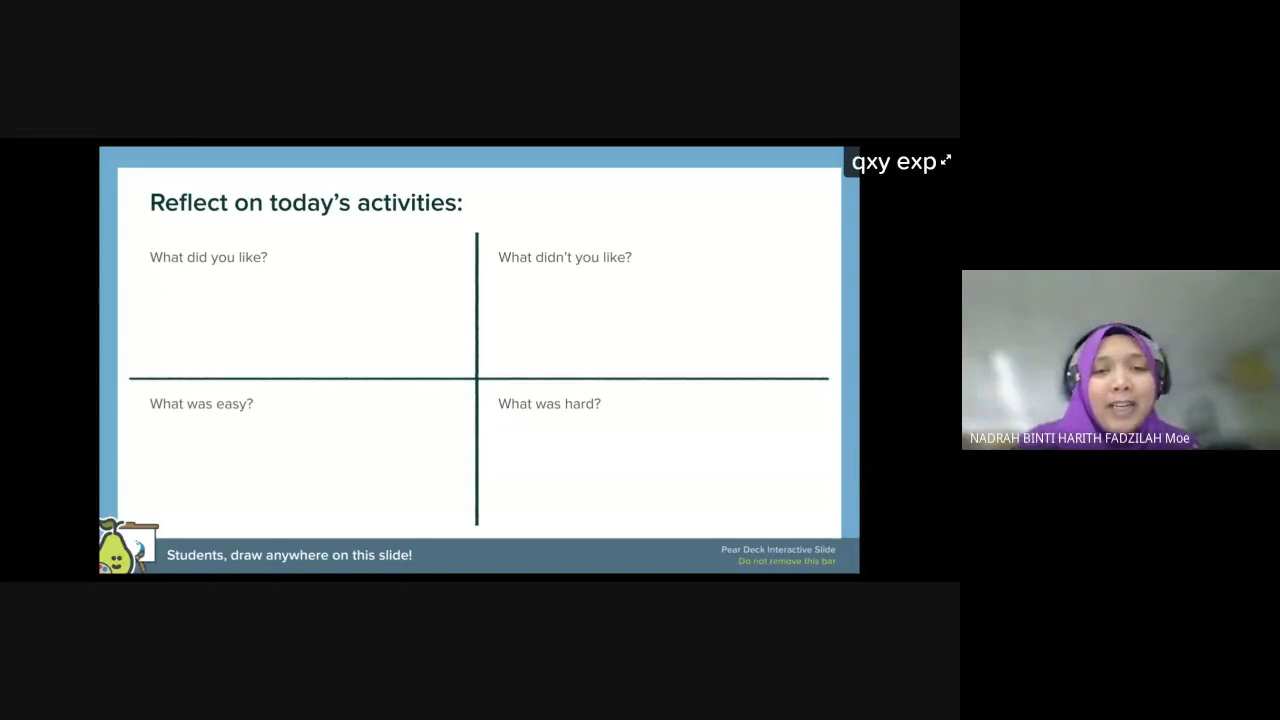 qxy exp
Reflect on today's activities:
What did you like?
What didn't you like?
What was easy?
What was hard?
Students, draw anywhere on this slide!
Pear Deck Interactive Slide
Do not remove this bar
NADRAH BINTI HARITH FADZILAH Moe